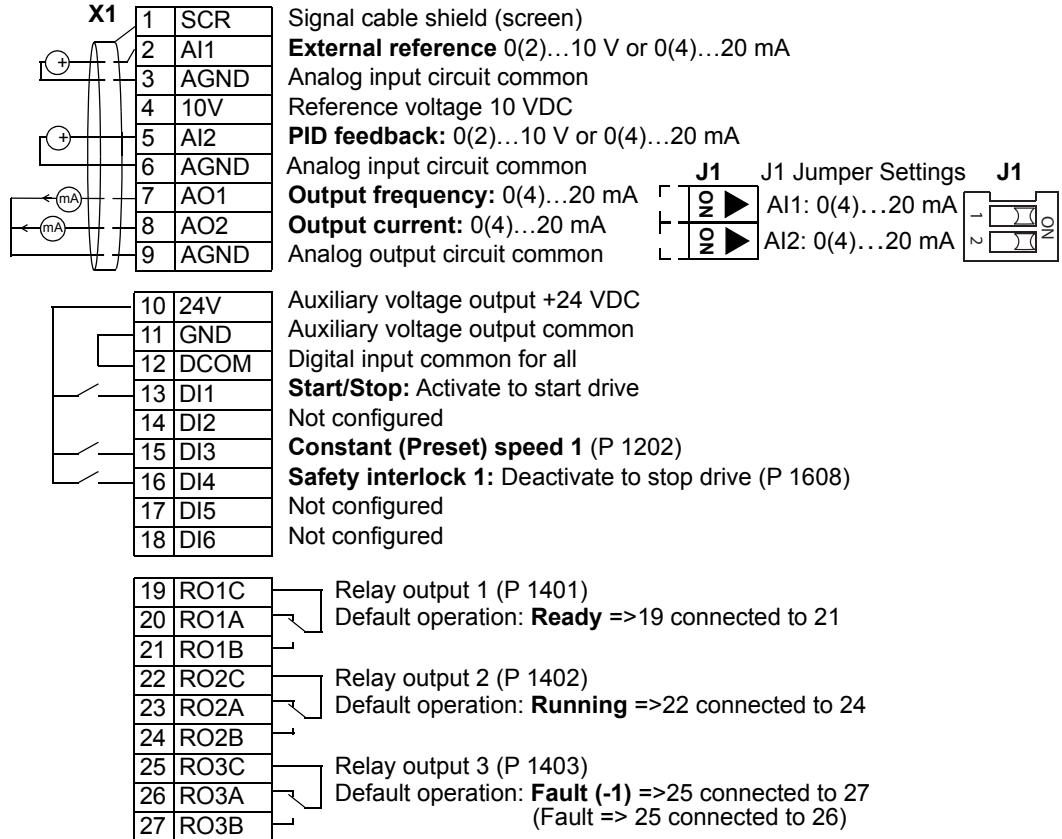 X1
1 SCR Signal cable shield (screen)
2 AI1 External reference 0(2)…10 V or 0(4)…20 mA
3 AGND Analog input circuit common
4 10V Reference voltage 10 VDC
5 AI2 PID feedback: 0(2)…10 V or 0(4)…20 mA
6 AGND Analog input circuit common
7 AO1 Output frequency: 0(4)…20 mA
8 AO2 Output current: 0(4)…20 mA
9 AGND Analog output circuit common
+
+
mA
mA
J1 J1 Jumper Settings J1
ON AI1: 0(4)…20 mA 1
ON AI2: 0(4)…20 mA 2
ON
10 24V Auxiliary voltage output +24 VDC
11 GND Auxiliary voltage output common
12 DCOM Digital input common for all
13 DI1 Start/Stop: Activate to start drive
14 DI2 Not configured
15 DI3 Constant (Preset) speed 1 (P 1202)
16 DI4 Safety interlock 1: Deactivate to stop drive (P 1608)
17 DI5 Not configured
18 DI6 Not configured
19 RO1C Relay output 1 (P 1401)
20 RO1A Default operation: Ready =>19 connected to 21
21 RO1B
22 RO2C Relay output 2 (P 1402)
23 RO2A Default operation: Running =>22 connected to 24
24 RO2B
25 RO3C Relay output 3 (P 1403)
26 RO3A Default operation: Fault (-1) =>25 connected to 27
27 RO3B (Fault => 25 connected to 26)